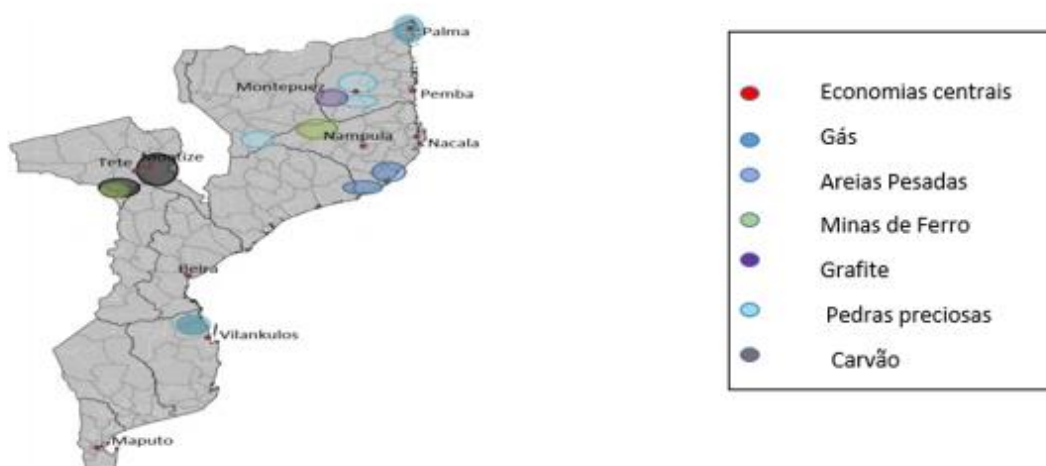 Palma
Montepuez
Pemba
Nampula
Nacala
Tete
Moatize
Beira
Vilankulos
Maputo
Economias centrais
Gás
Areias Pesadas
Minas de Ferro
Grafite
Pedras preciosas
Carvão